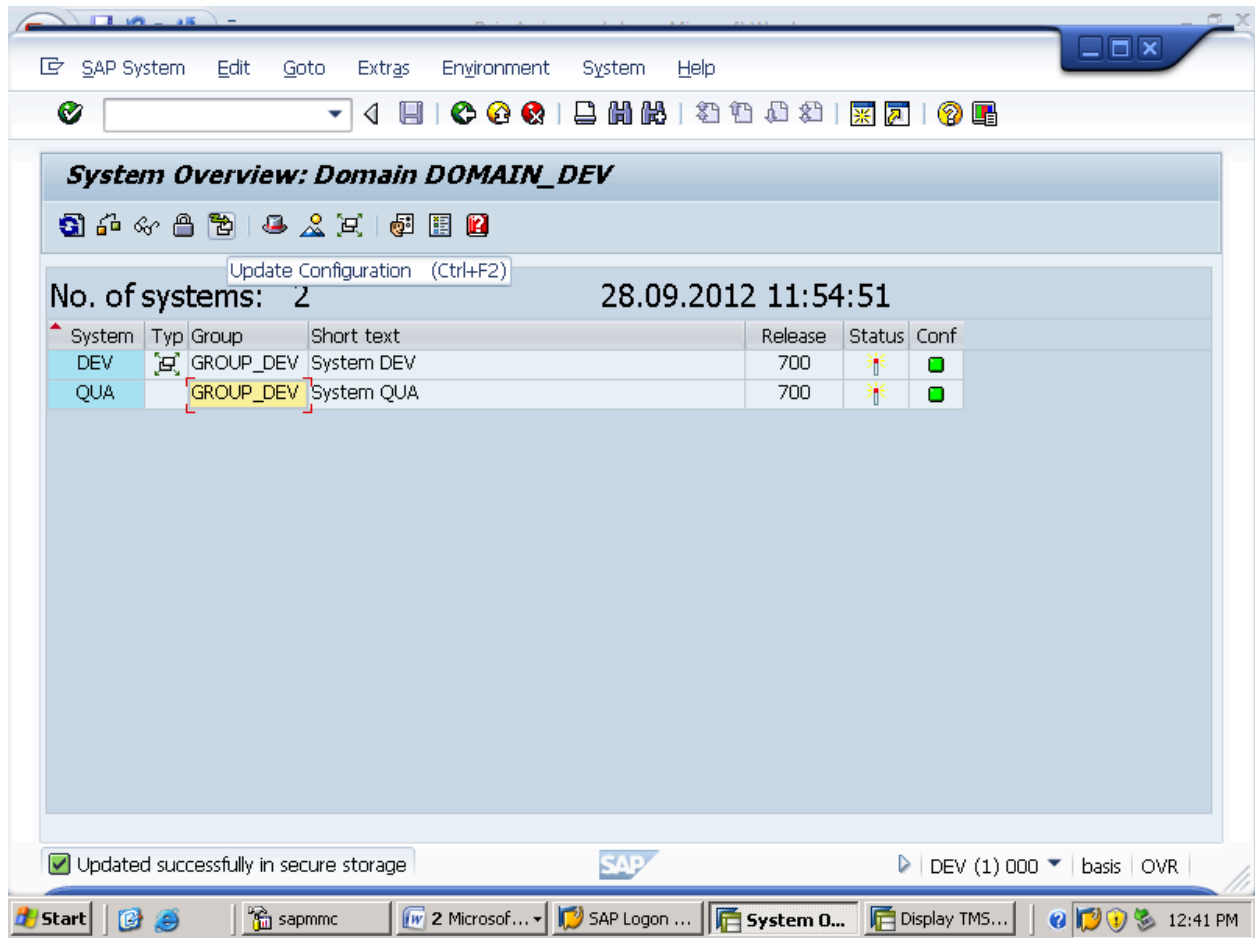 SAP System Edit Goto Extras Environment System Help
System Overview: Domain DOMAIN_DEV
Update Configuration (Ctrl+F2)
No. of systems: 2 28.09.2012 11:54:51
System Typ Group Short text Release Status Conf
DEV GROUP_DEV System DEV 700
QUA GROUP_DEV System QUA 700
Updated successfully in secure storage SAP DEV (1) 000 basis OVR
Start sapmmc 2 Microsof... SAP Logon ... System O... Display TMS... 12:41 PM